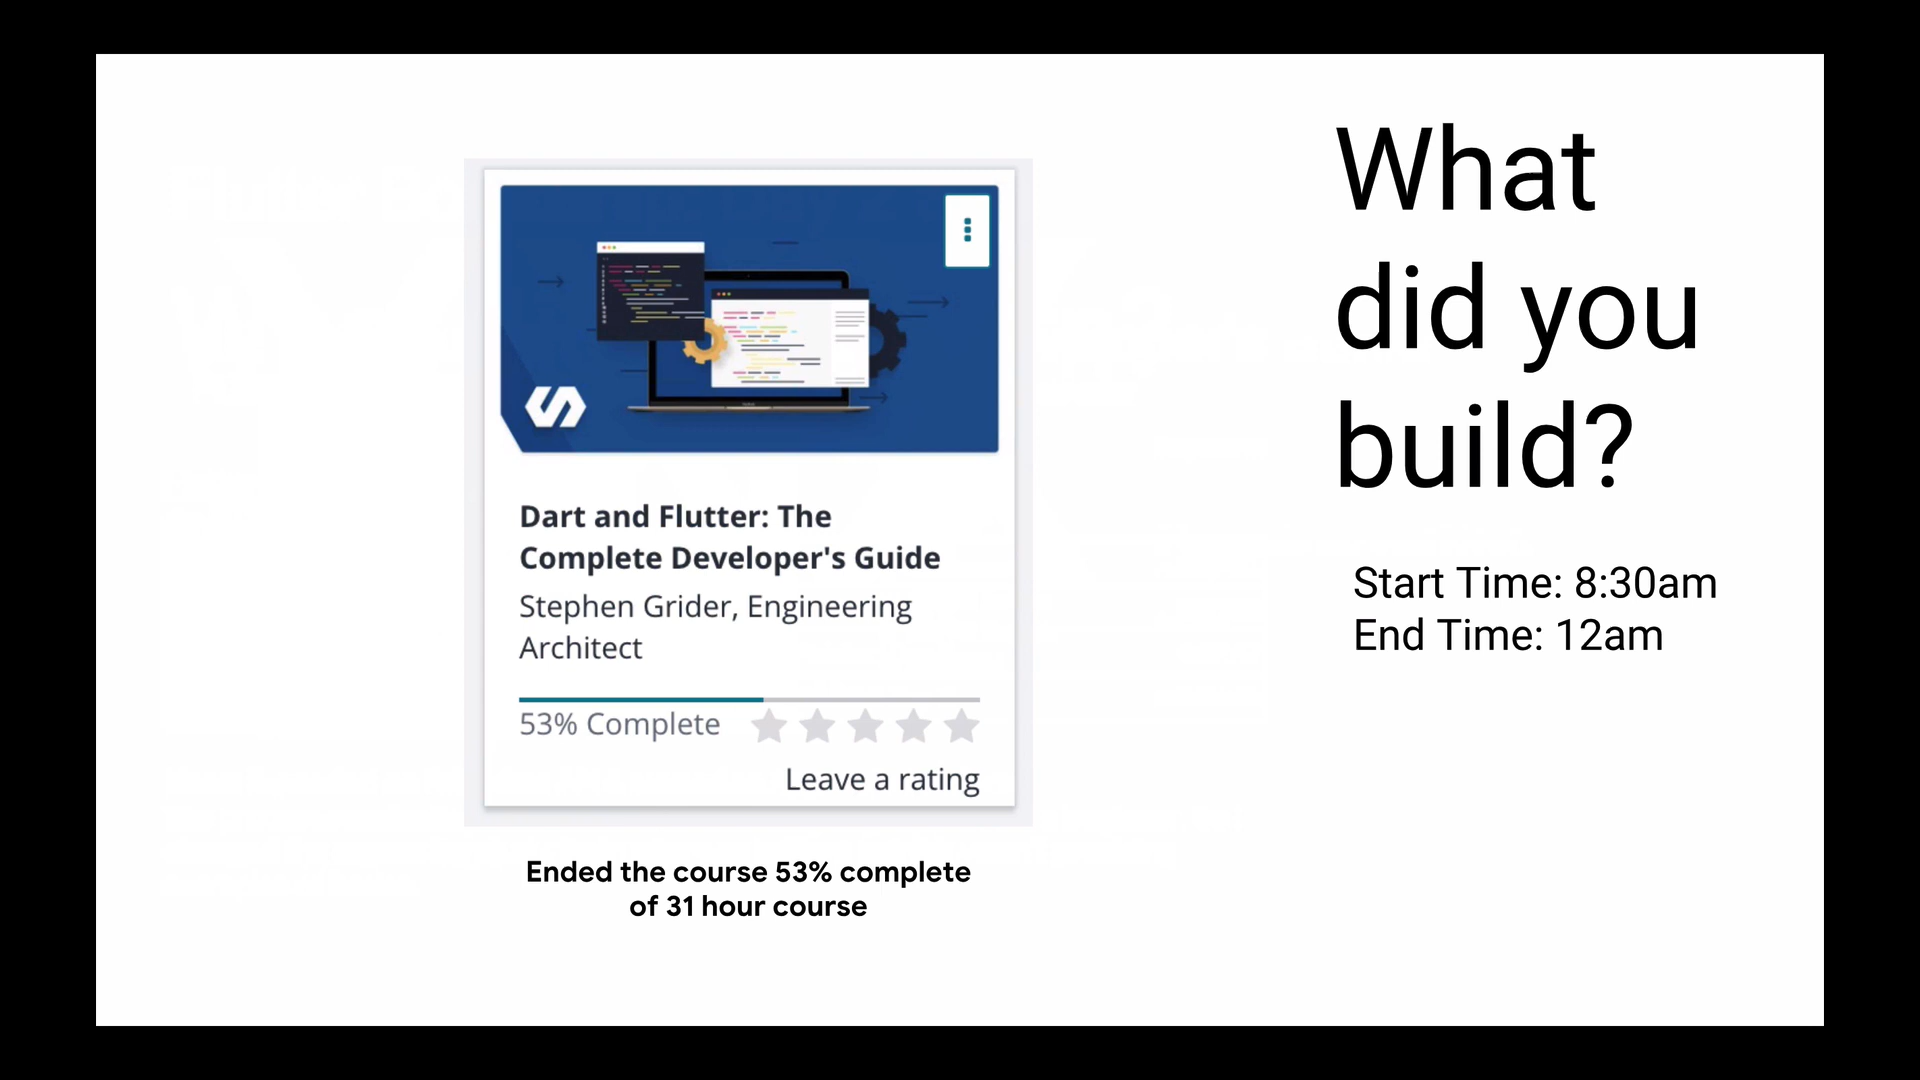 What
did you
build?
Start Time: 8:30am
End Time: 12am
Dart and Flutter: The
Complete Developer's Guide
Stephen Grider, Engineering
Architect
53% Complete
Leave a rating
Ended the course 53% complete
of 31 hour course